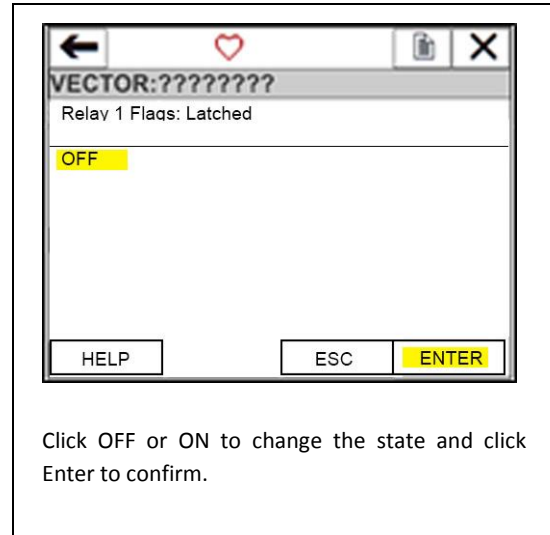 VECTOR:????????
Relay 1 Flags: Latched
OFF
HELP ESC ENTER
Click OFF or ON to change the state and click
Enter to confirm.